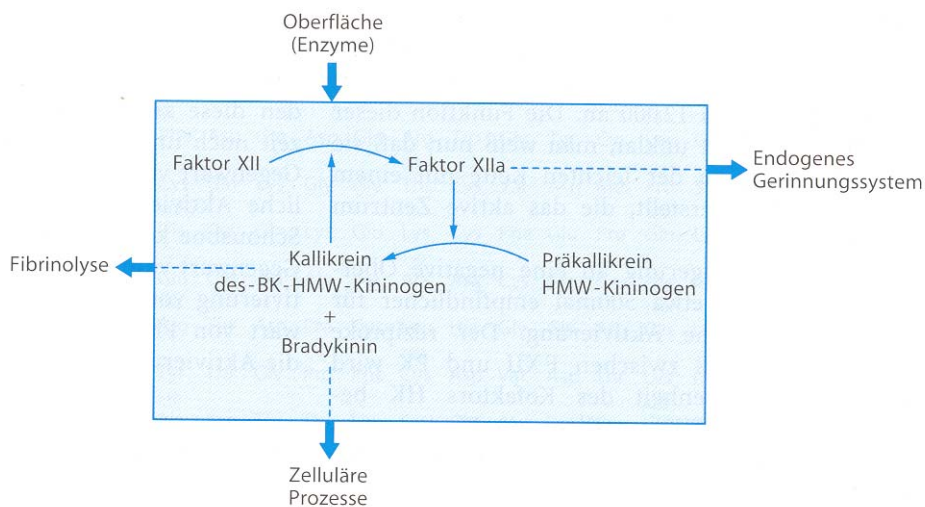 Oberfläche
(Enzyme)
Faktor XII
Faktor XIIa
Endogenes
Gerinnungssystem
Fibrinolyse
Kallikrein
des-BK-HMW-Kininogen
+
Bradykinin
Präkallikrein
HMW-Kininogen
Zelluläre
Prozesse